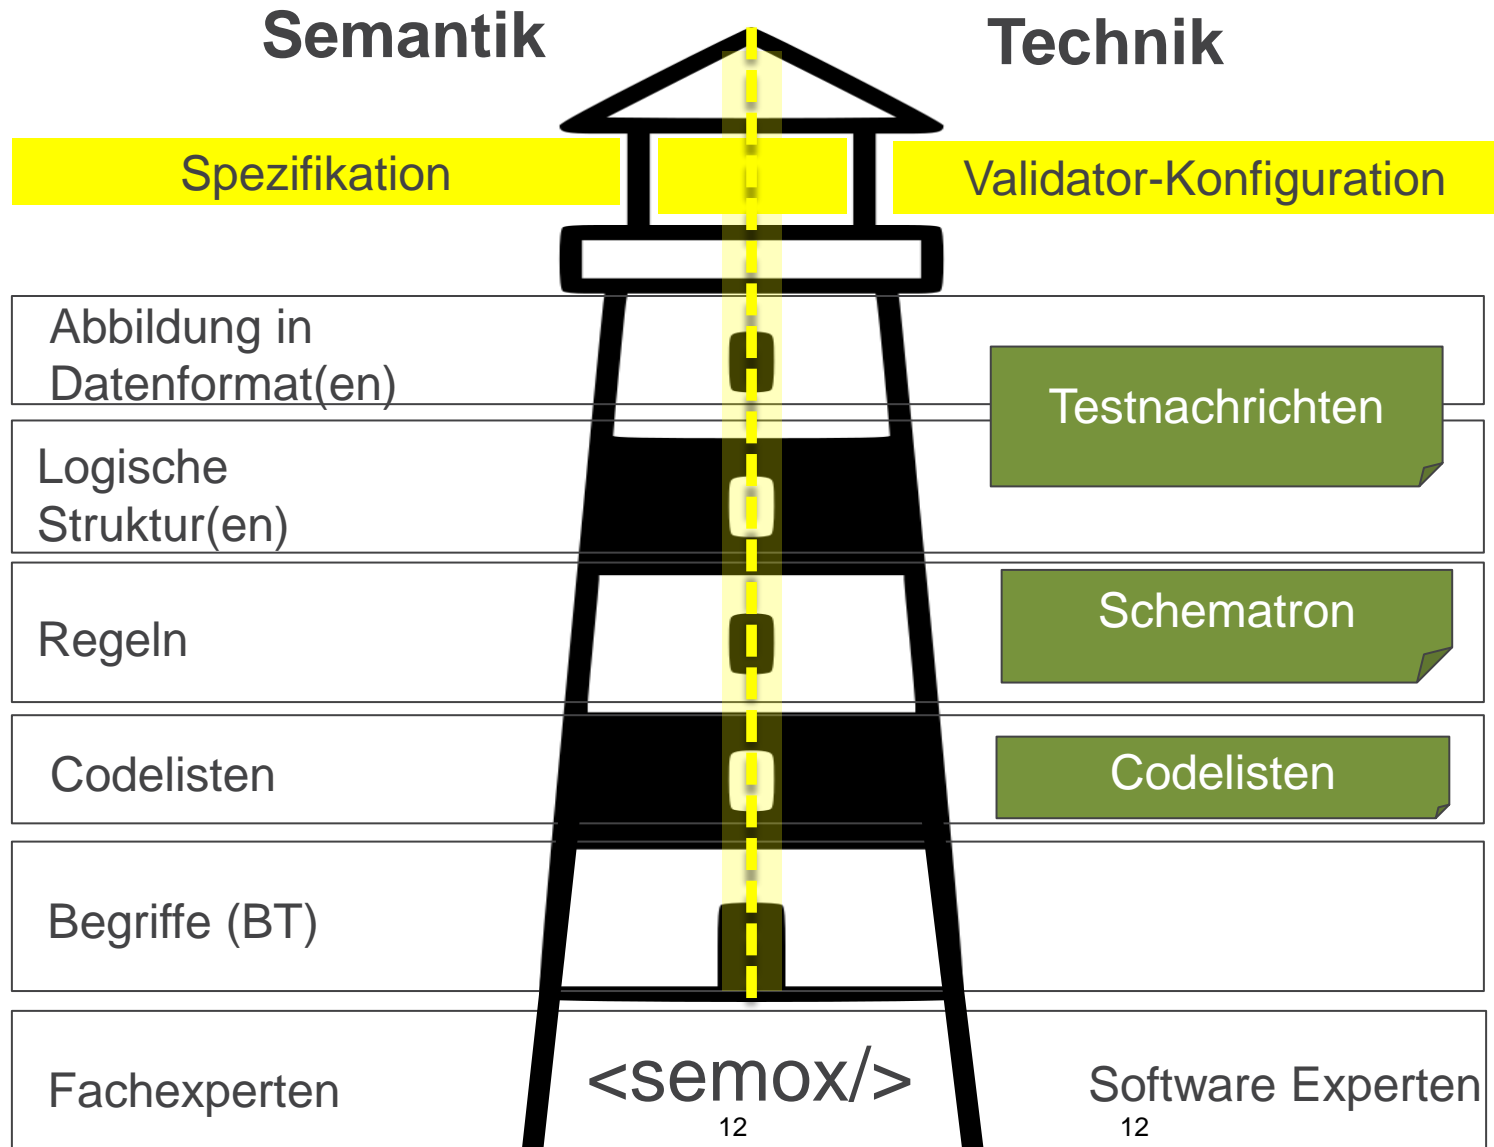 Semantik
Technik
Spezifikation
Validator-Konfiguration
Abbildung in
Datenformat(en)
Testnachrichten
Logische
Struktur(en)
Regeln
Schematron
Codelisten
Codelisten
Begriffe (BT)
Fachexperten
<semox/>
Software Experten
12
12